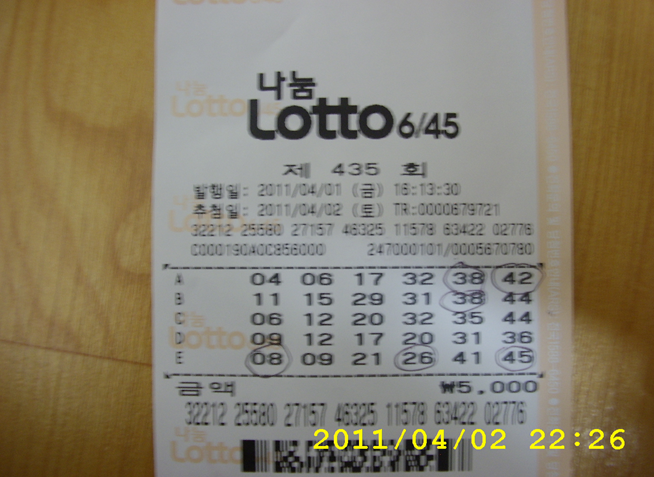 나눔
Lotto 6/45
제 435 회
발행일: 2011/04/01 (금) 16:13:30
추첨일: 2011/04/02 (토) TR:0000679721
32212 25580 27157 46325 11578 63422 02776
C000190A0C856000 247000101/0005670780
A 04 06 17 32 38 42
B 11 15 29 31 38 44
C 06 12 20 32 35 44
D 09 12 17 20 31 36
E 08 09 21 26 41 45
금액 ₩5,000
32212 25580 27157 46325 11578 63422 02776
2011/04/02 22:26